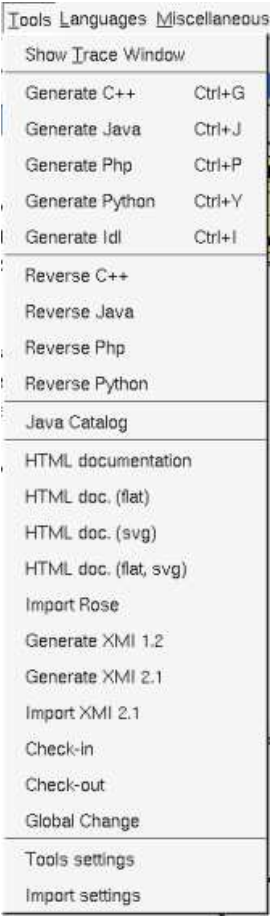 Tools Languages Miscellaneous
Show Trace Window
Generate C++ Ctrl+G
Generate Java Ctrl+J
Generate Php Ctrl+P
Generate Python Ctrl+Y
Generate Idl Ctrl+I
Reverse C++
Reverse Java
Reverse Php
Reverse Python
Java Catalog
HTML documentation
HTML doc. (flat)
HTML doc. (svg)
HTML doc. (flat, svg)
Import Rose
Generate XMI 1.2
Generate XMI 2.1
Import XMI 2.1
Check-in
Check-out
Global Change
Tools settings
Import settings